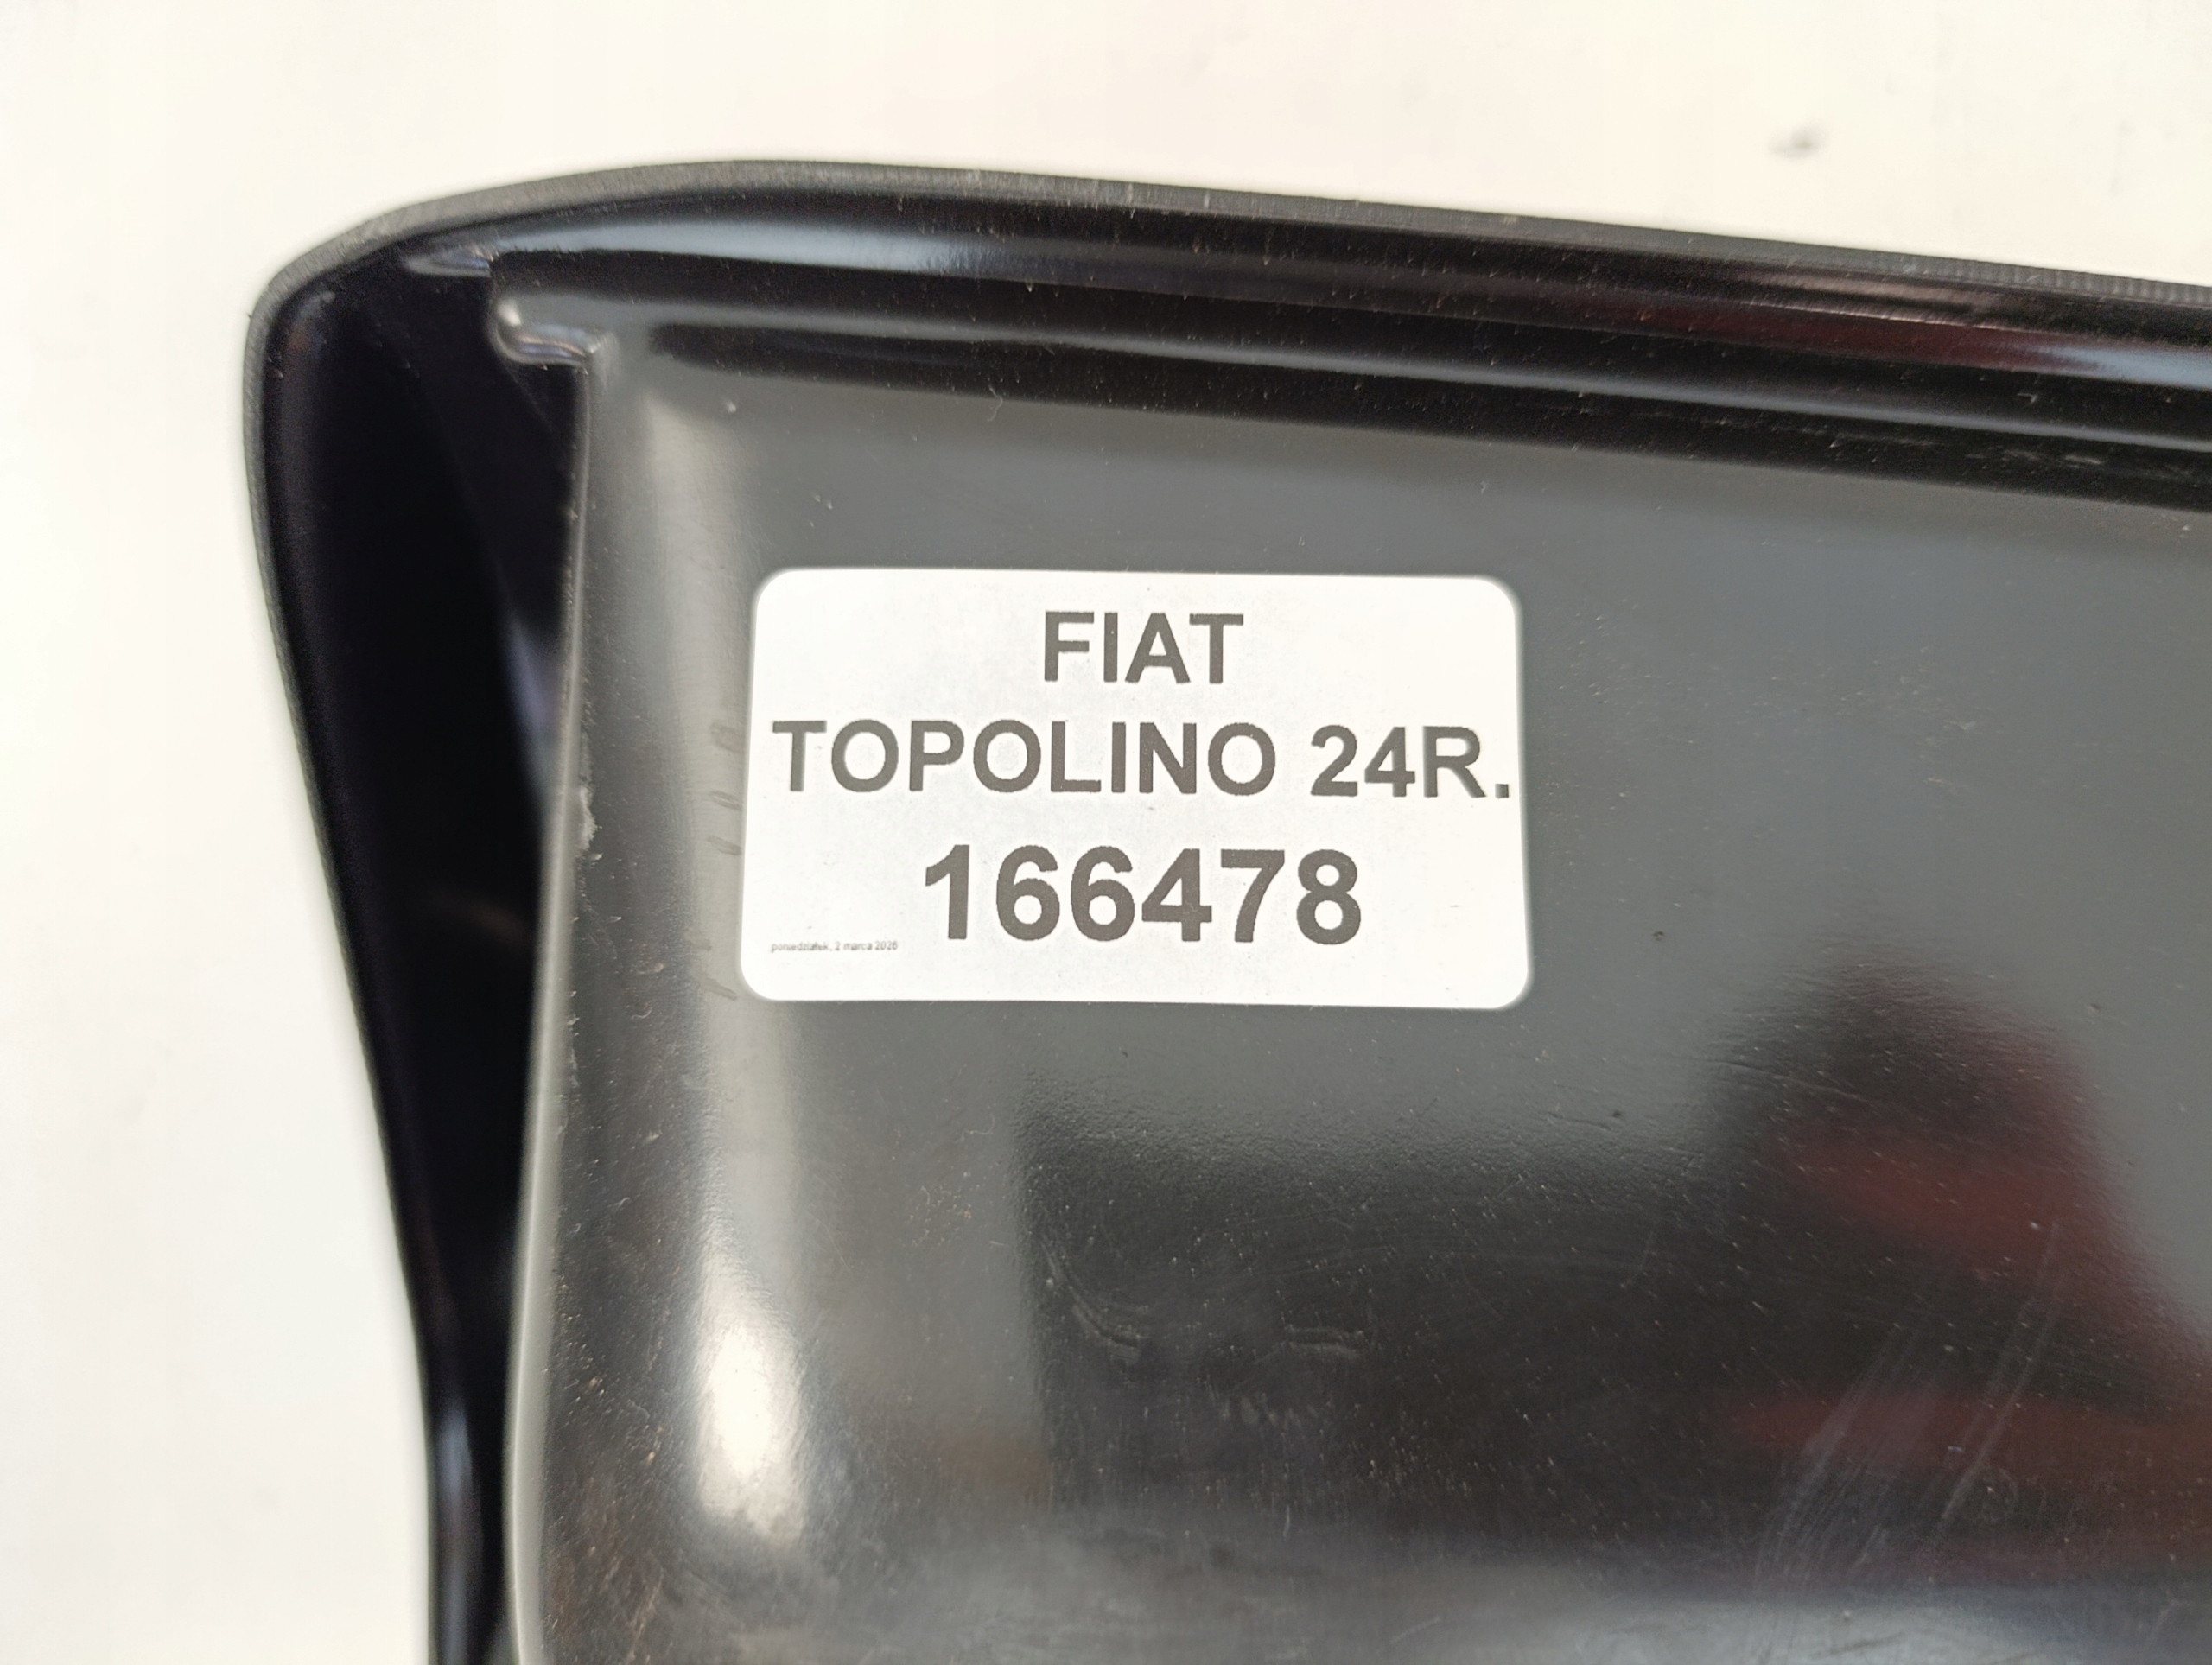 FIAT
TOPOLINO 24R.
166478
poniedziałek, 2 marca 2026